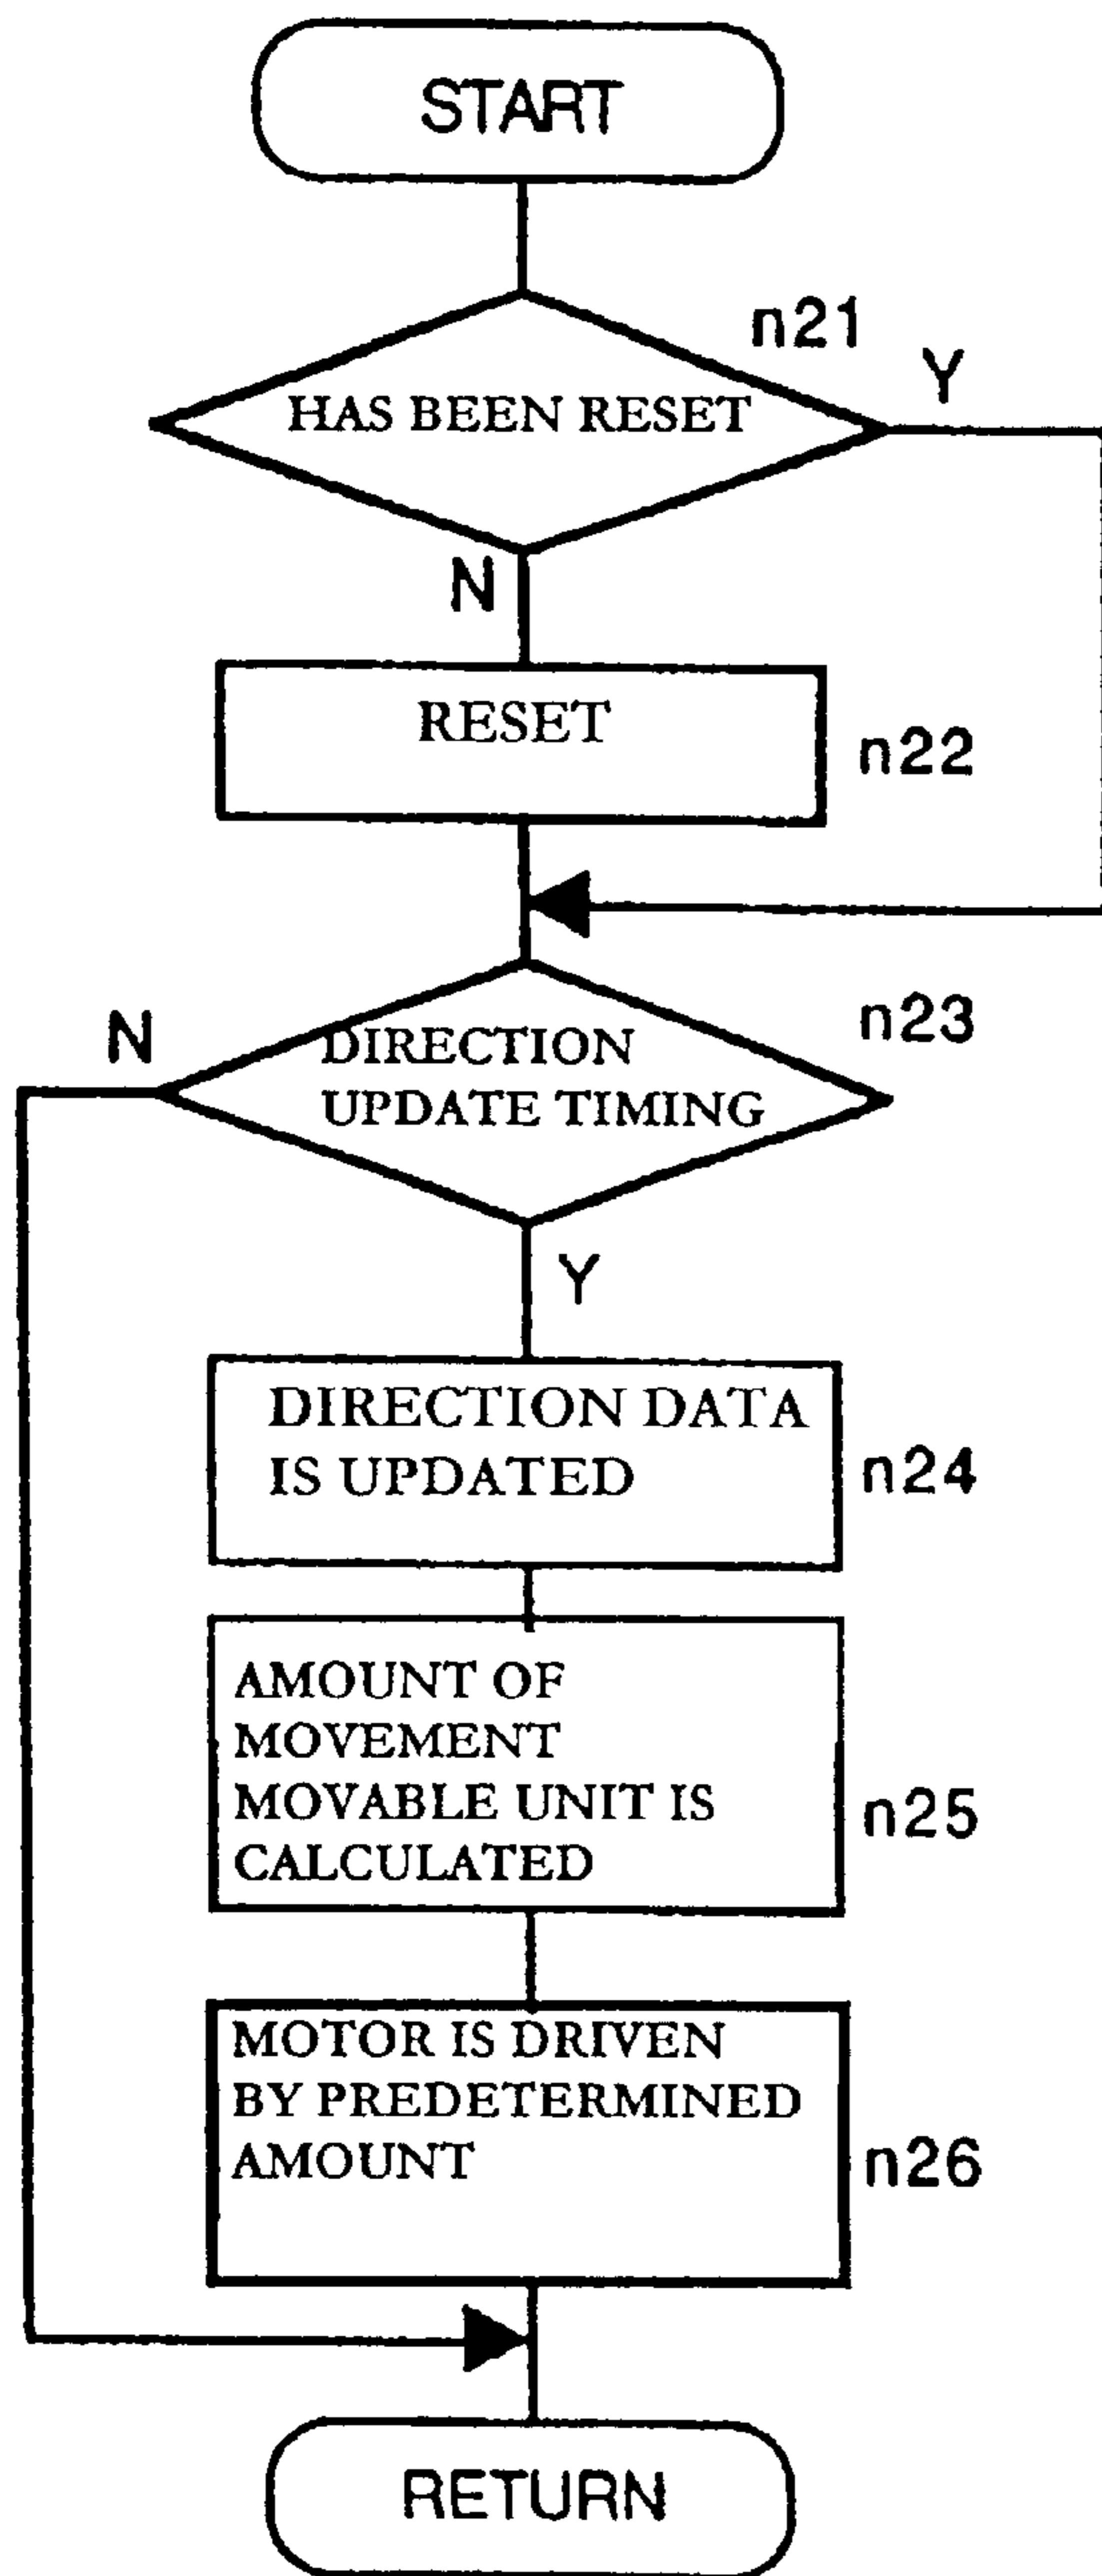 START
n21
Y
HAS BEEN RESET
N
RESET
n22
n23
N
DIRECTION
UPDATE TIMING
Y
DIRECTION DATA
IS UPDATED
n24
AMOUNT OF
MOVEMENT
MOVABLE UNIT IS
CALCULATED
n25
MOTOR IS DRIVEN
BY PREDETERMINED
AMOUNT
n26
RETURN